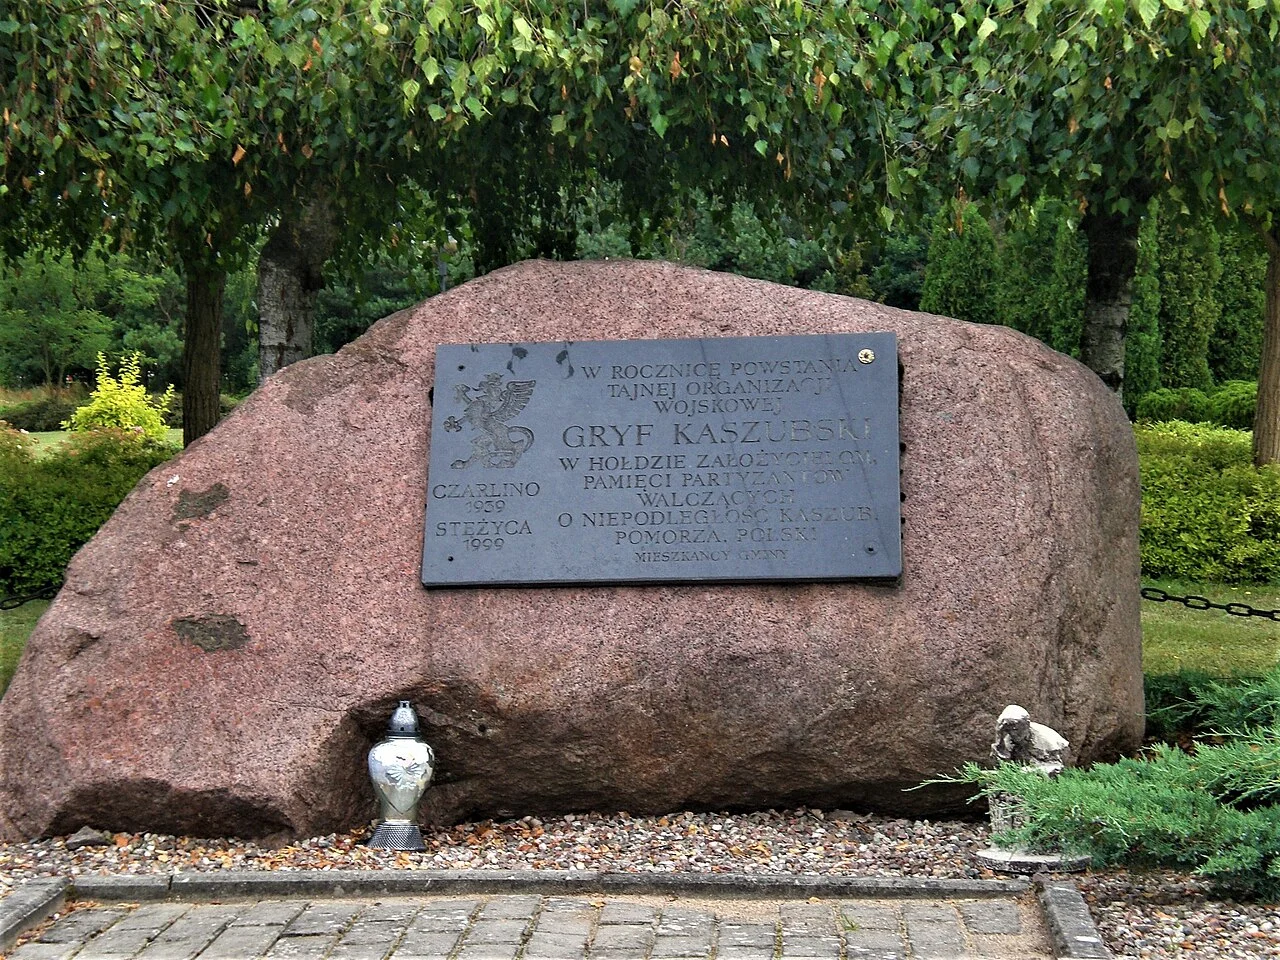 W ROCZNICĘ POWSTANIA
TAJNEJ ORGANIZACJI
WOJSKOWEJ
GRYF KASZUBSKI
W HOŁDZIE ZAŁOŻYCIELOM,
PAMIĘCI PARTYZANTÓW
WALCZĄCYCH
O NIEPODLEGŁOŚĆ KASZUB,
POMORZA, POLSKI
MIESZKAŃCY GMINY
CZARLINO
1939
STĘŻYCA
1999